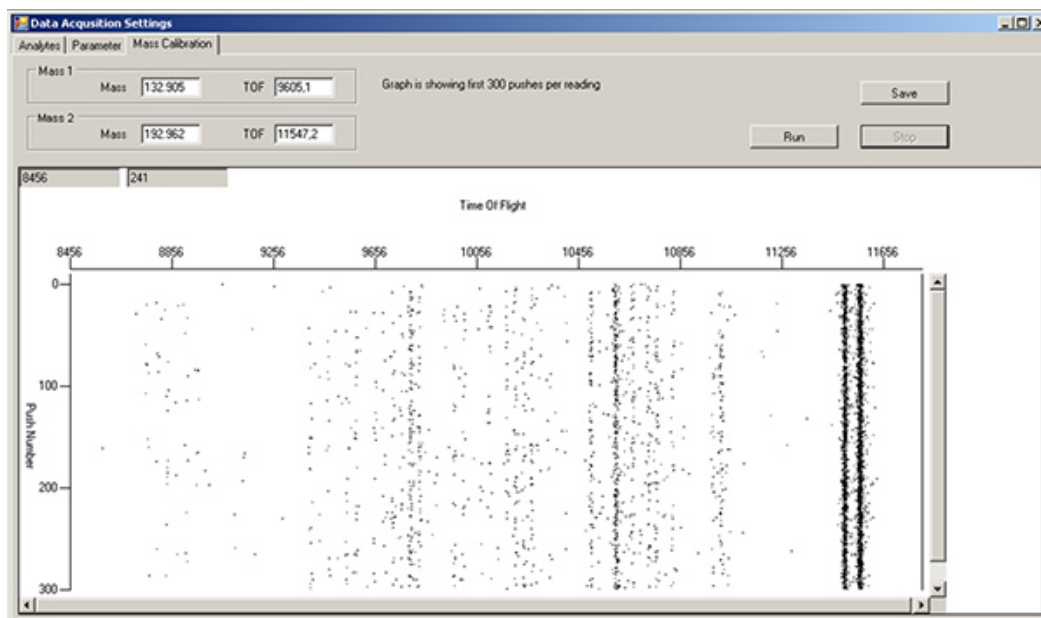 Data Acqusition Settings
Analytes Parameter Mass Calibration
Mass 1
Mass 132.905 TOF 9605,1
Graph is showing first 300 pushes per reading
Save
Mass 2
Mass 192.962 TOF 11547,2
Run Stop
8456 241
Time Of Flight
8456 8856 9256 9656 10056 10456 10856 11256 11656
Push Number
0
100
200
300